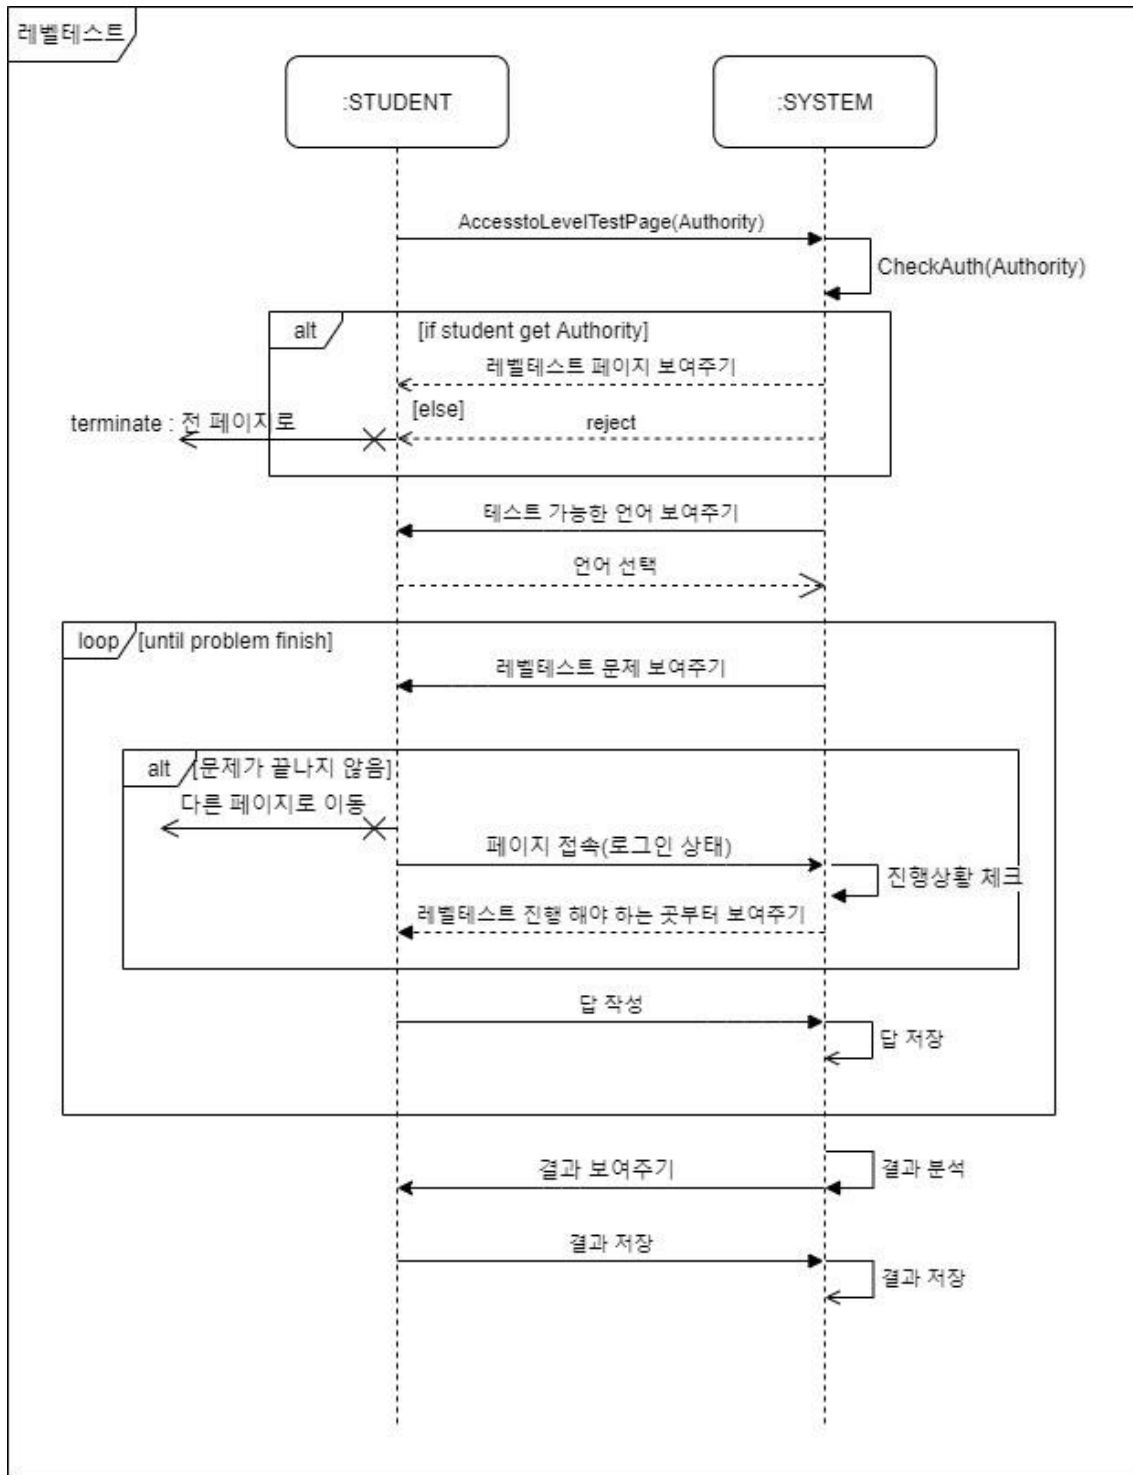 레벨테스트
:STUDENT
:SYSTEM
AccesstoLevelTestPage(Authority)
CheckAuth(Authority)
alt
[if student get Authority]
레벨테스트 페이지 보여주기
[else]
reject
terminate : 전 페이지로
테스트 가능한 언어 보여주기
언어 선택
loop
[until problem finish]
레벨테스트 문제 보여주기
alt
[문제가 끝나지 않음]
다른 페이지로 이동
페이지 접속(로그인 상태)
진행상황 체크
레벨테스트 진행 해야 하는 곳부터 보여주기
답 작성
답 저장
결과 보여주기
결과 분석
결과 저장
결과 저장